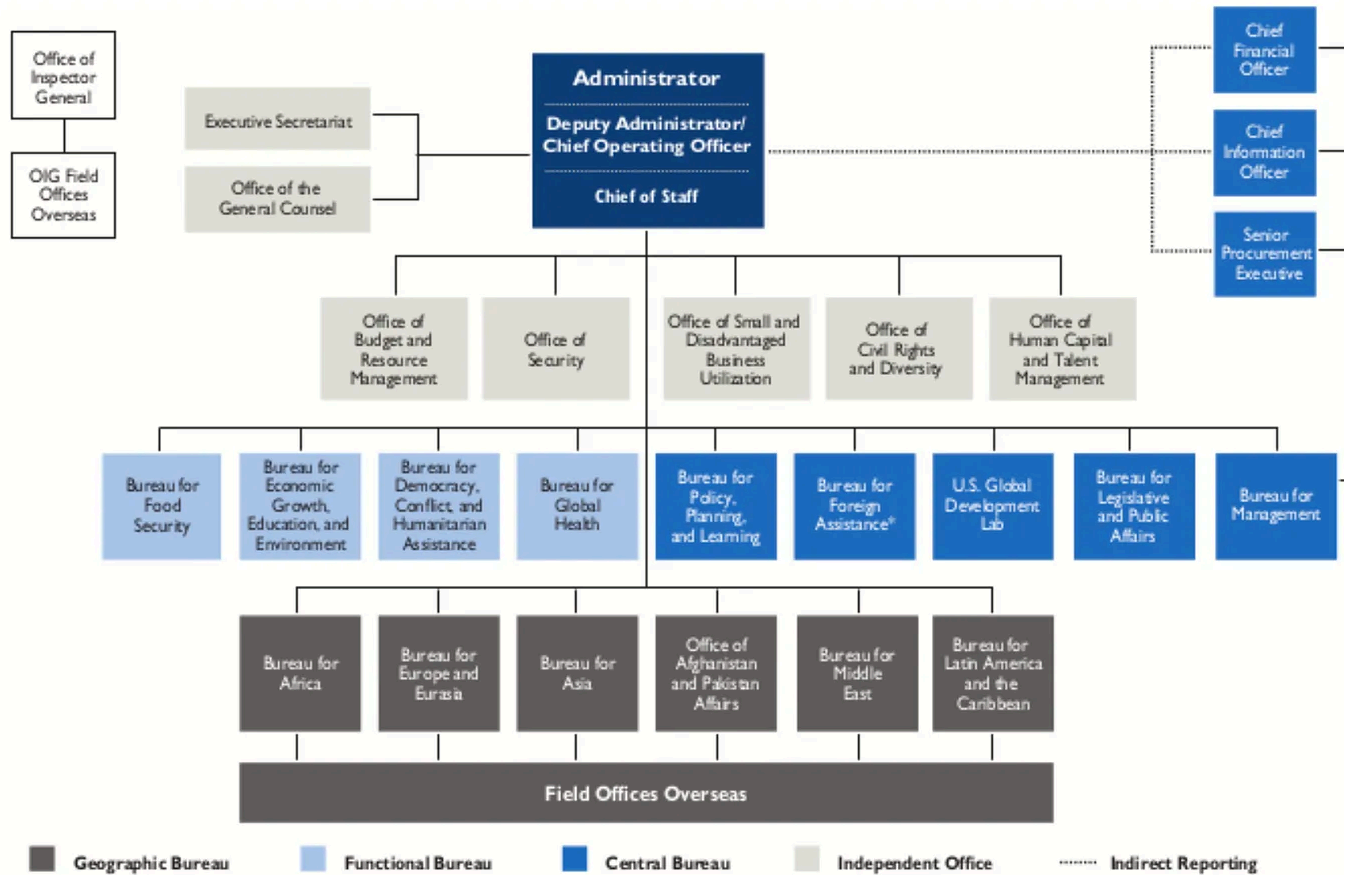 Office of
Inspector
General
OIG Field
Offices
Overseas
Executive Secretariat
Office of the
General Counsel
Administrator
Deputy Administrator/
Chief Operating Officer
Chief of Staff
Chief
Financial
Officer
Chief
Information
Officer
Senior
Procurement
Executive
Office of
Budget and
Resource
Management
Office of
Security
Office of Small and
Disadvantaged
Business
Utilization
Office of
Civil Rights
and Diversity
Office of
Human Capital
and Talent
Management
Bureau for
Food
Security
Bureau for
Economic
Growth,
Education, and
Environment
Bureau for
Democracy,
Conflict, and
Humanitarian
Assistance
Bureau for
Global
Health
Bureau for
Policy,
Planning,
and Learning
Bureau for
Foreign
Assistance*
U.S. Global
Development
Lab
Bureau for
Legislative
and Public
Affairs
Bureau for
Management
Bureau for
Africa
Bureau for
Europe and
Eurasia
Bureau for
Asia
Office of
Afghanistan
and Pakistan
Affairs
Bureau for
Middle
East
Bureau for
Latin America
and the
Caribbean
Field Offices Overseas
Geographic Bureau
Functional Bureau
Central Bureau
Independent Office
Indirect Reporting